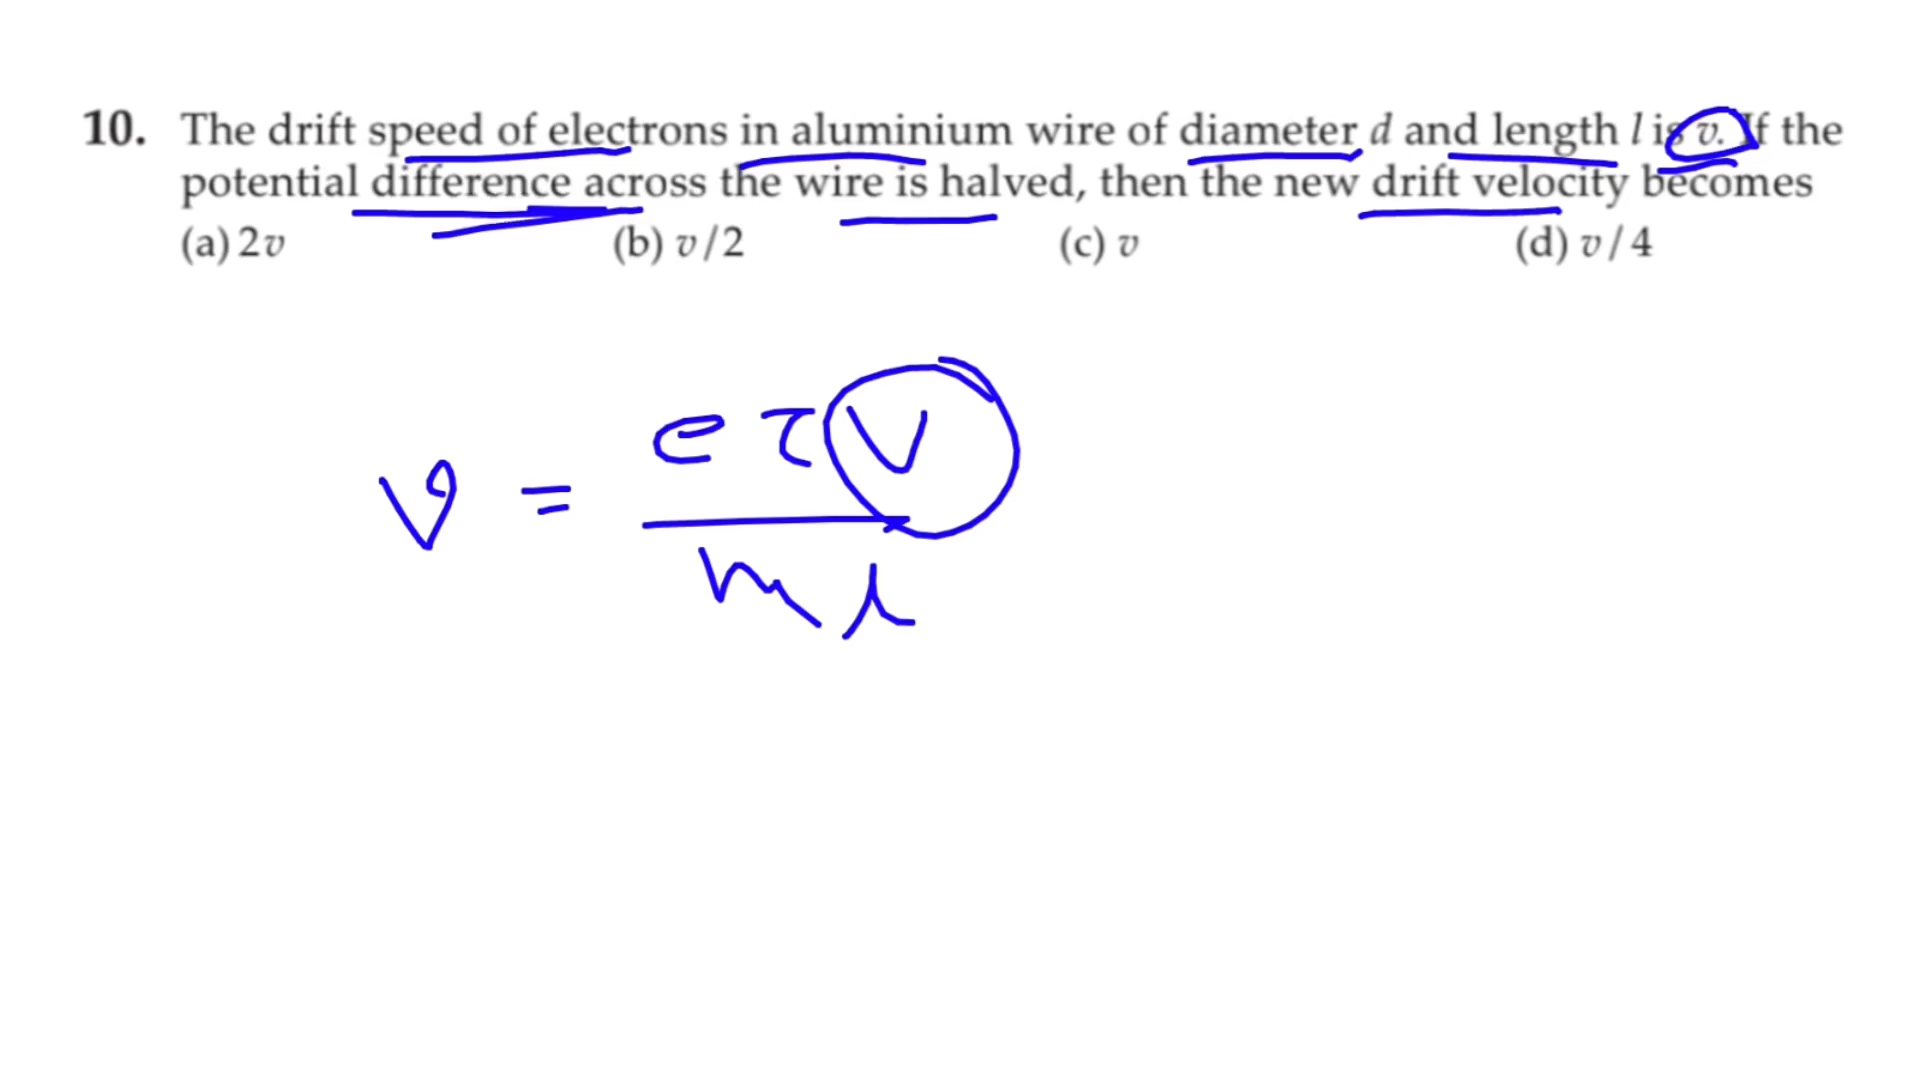 10. The drift speed of electrons in aluminium wire of diameter d and length l is v. If the
potential difference across the wire is halved, then the new drift velocity becomes
(a) 2v (b) v/2 (c) v (d) v/4
v = eτV
ml